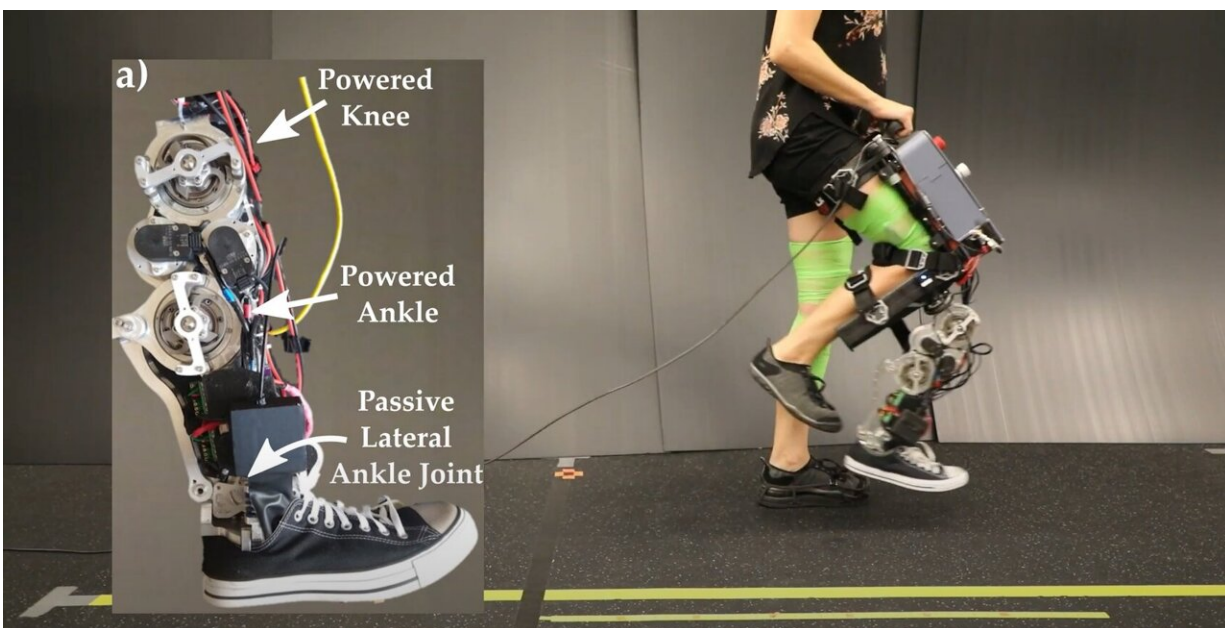 a)
Powered
Knee
Powered
Ankle
Passive
Lateral
Ankle Joint